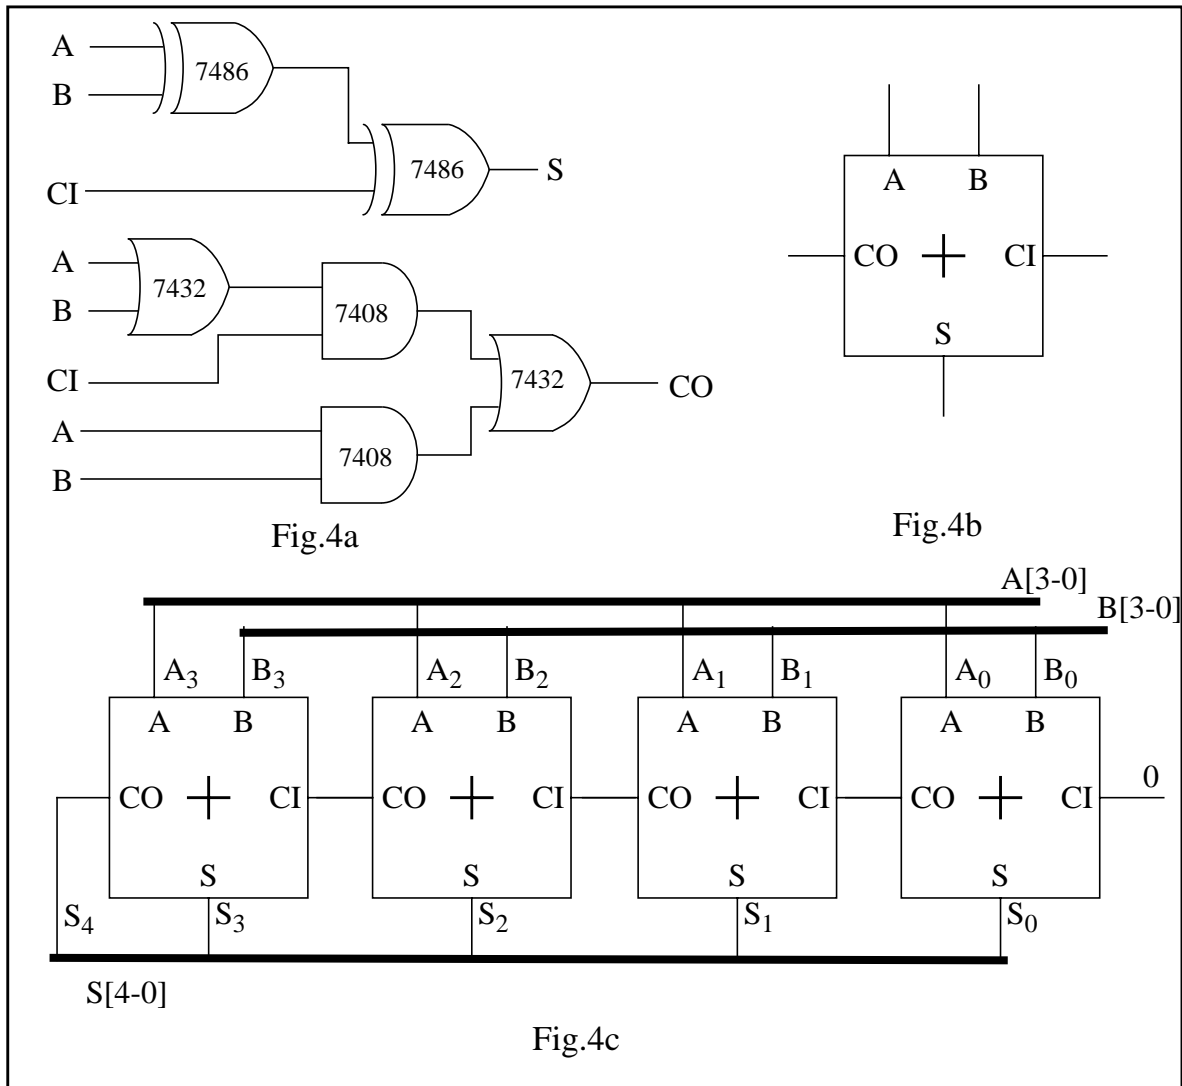 A
7486
B
7486
S
CI
A
7432
B
7408
CI
7432
CO
A
7408
B
Fig.4a
A B
CO CI
S
Fig.4b
A[3-0]
B[3-0]
A3 B3 A2 B2 A1 B1 A0 B0
A B A B A B A B
0
CO CI CO CI CO CI CO CI
S S S S
S4 S3 S2 S1 S0
S[4-0]
Fig.4c